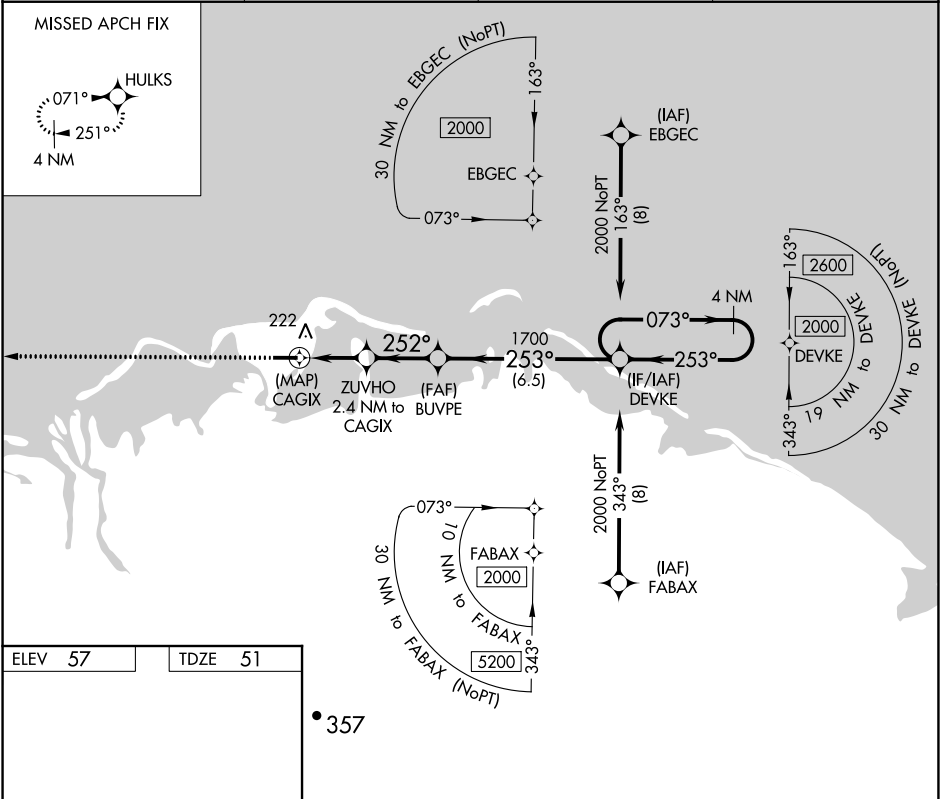 MISSED APCH FIX
HULKS
071°
251°
4 NM
30 NM to EBGEC (NoPT)
163°
2000
EBGEC
073°
(IAF)
EBGEC
2000 NoPT
163°
(8)
2600
163°
30 NM to DEVKE (NoPT)
2000
DEVKE
19 NM to DEVKE
343°
4 NM
073°
253°
(IF/IAF)
DEVKE
222
252°
1700
253°
(6.5)
(MAP)
CAGIX
ZUVHO
2.4 NM to
CAGIX
(FAF)
BUVPE
2000 NoPT
343°
(8)
(IAF)
FABAX
073°
FABAX
2000
10 NM to FABAX
30 NM to FABAX (NoPT)
5200
343°
ELEV 57
TDZE 51
357